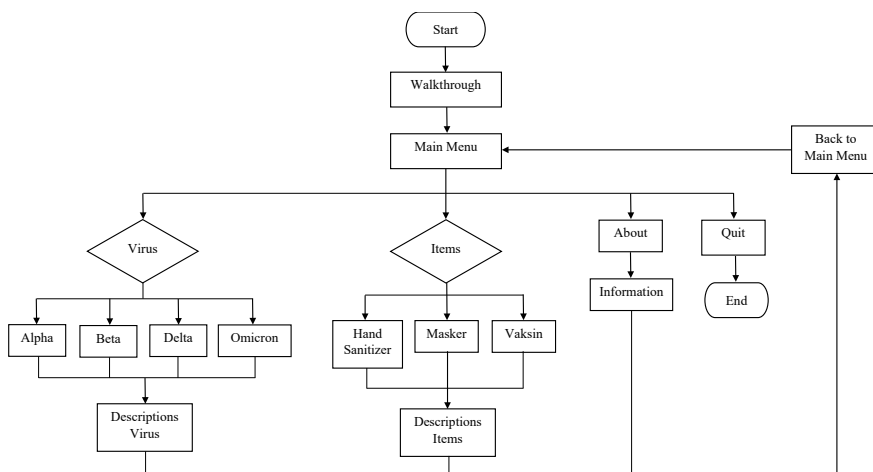 Start
Walkthrough
Main Menu
Back to
Main Menu
Virus
Items
About
Quit
Information
End
Alpha
Beta
Delta
Omicron
Hand
Sanitizer
Masker
Vaksin
Descriptions
Virus
Descriptions
Items